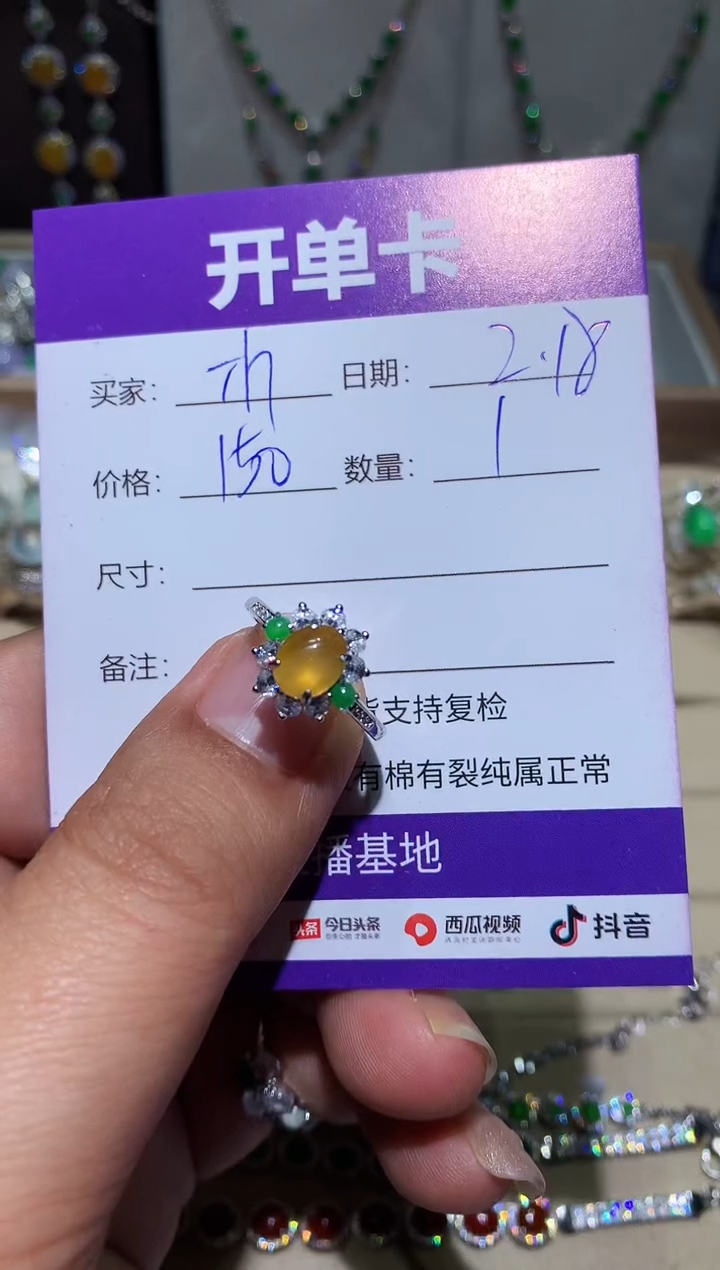 开单卡
买家： 日期： 2.18
价格： 150 数量： 1
尺寸：
备注：
支持复检
有棉有裂纯属正常
播基地
头条 今日头条 西瓜视频 抖音